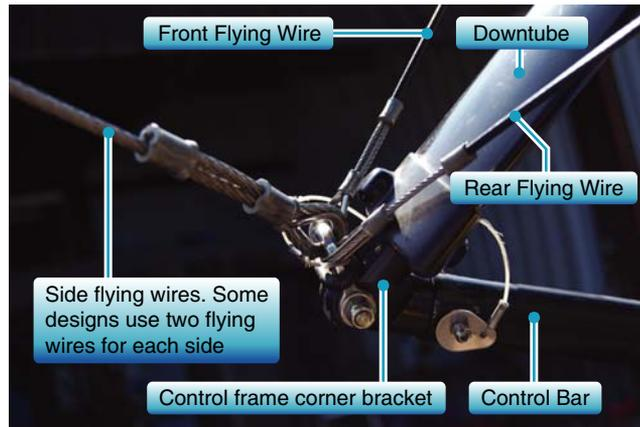 Front Flying Wire
Downtube
Rear Flying Wire
Side flying wires. Some
designs use two flying
wires for each side
Control frame corner bracket
Control Bar